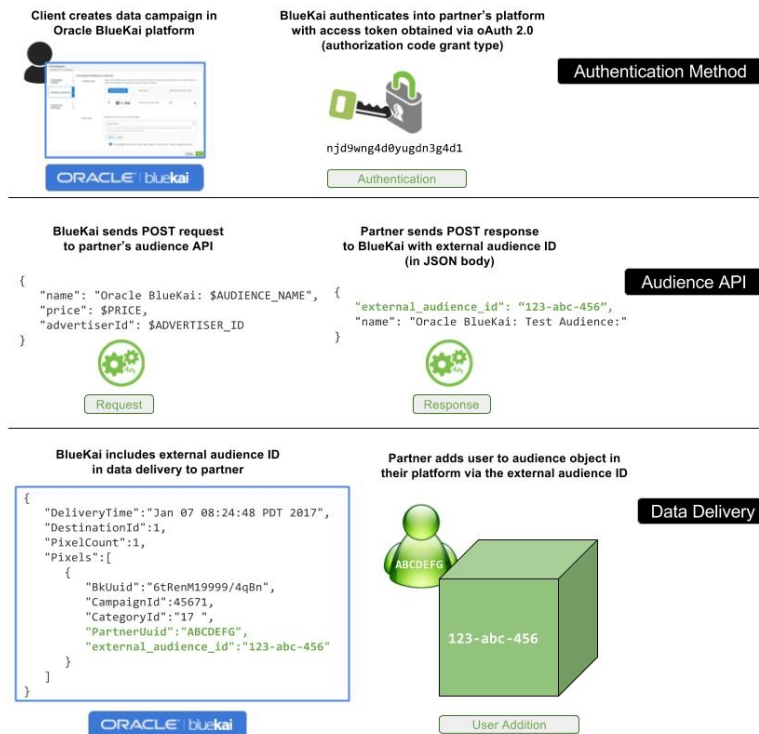 Client creates data campaign in
Oracle BlueKai platform
ORACLE bluekai
BlueKai authenticates into partner's platform
with access token obtained via oAuth 2.0
(authorization code grant type)
njd9wng4d0yugdn3g4d1
Authentication
Authentication Method
BlueKai sends POST request
to partner's audience API
{
"name": "Oracle BlueKai: $AUDIENCE_NAME",
"price": $PRICE,
"advertiserId": $ADVERTISER_ID
}
Request
Partner sends POST response
to BlueKai with external audience ID
(in JSON body)
{
"external_audience_id": “123-abc-456”,
"name": "Oracle BlueKai: Test Audience:"
}
Response
Audience API
BlueKai includes external audience ID
in data delivery to partner
{
"DeliveryTime":"Jan 07 08:24:48 PDT 2017",
"DestinationId":1,
"PixelCount":1,
"Pixels":[
{
"BkUuid":"6tRenM19999/4qBn",
"CampaignId":45671,
"CategoryId":"17 ",
"PartnerUuid":"ABCDEFG",
"external_audience_id":"123-abc-456"
}
]
}
ORACLE bluekai
Partner adds user to audience object in
their platform via the external audience ID
ABCDEFG
123-abc-456
User Addition
Data Delivery